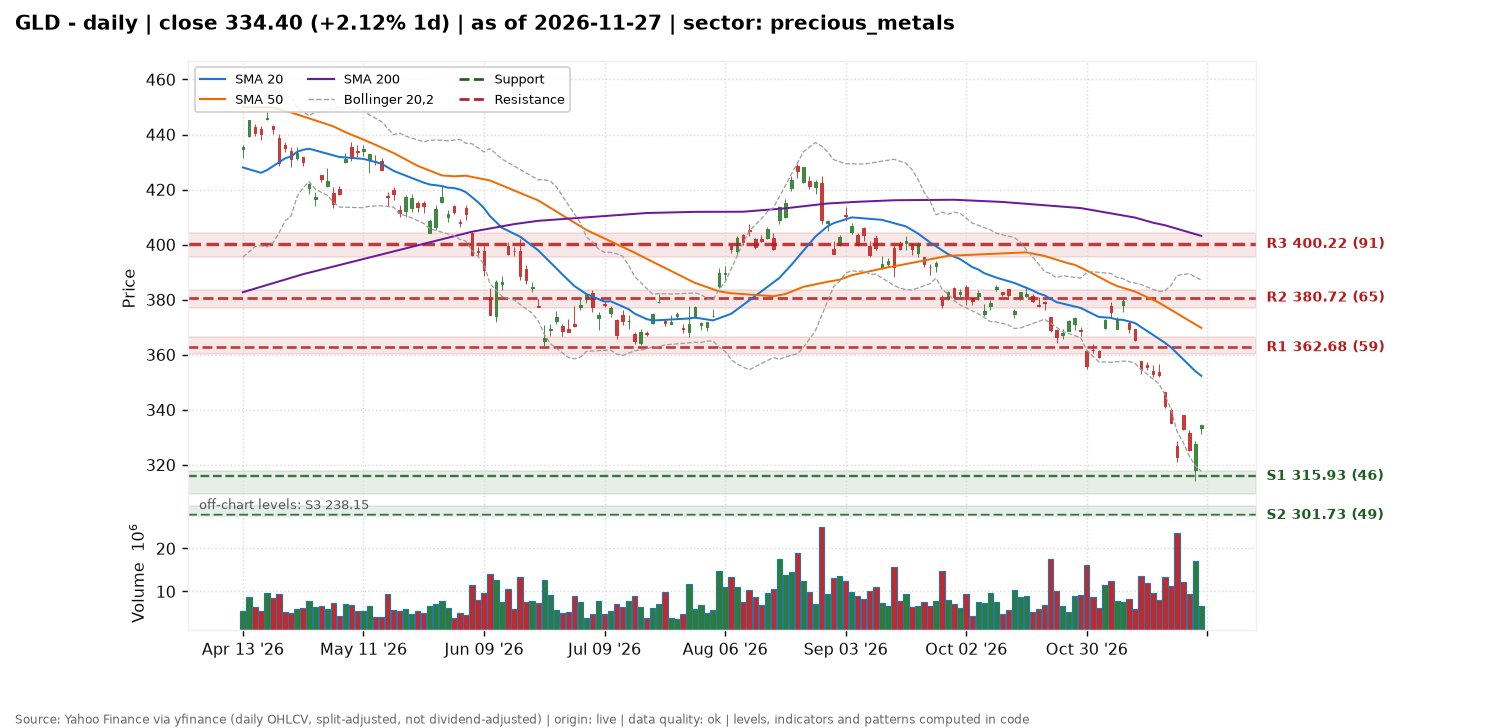 GLD - daily | close 334.40 (+2.12% 1d) | as of 2026-11-27 | sector: precious_metals
SMA 20
SMA 50
SMA 200
Bollinger 20,2
Support
Resistance
Price
460
440
420
400
380
360
340
320
R3 400.22 (91)
R2 380.72 (65)
R1 362.68 (59)
S1 315.93 (46)
S2 301.73 (49)
off-chart levels: S3 238.15
Volume 10⁶
20
10
Apr 13 '26
May 11 '26
Jun 09 '26
Jul 09 '26
Aug 06 '26
Sep 03 '26
Oct 02 '26
Oct 30 '26
Source: Yahoo Finance via yfinance (daily OHLCV, split-adjusted, not dividend-adjusted) | origin: live | data quality: ok | levels, indicators and patterns computed in code